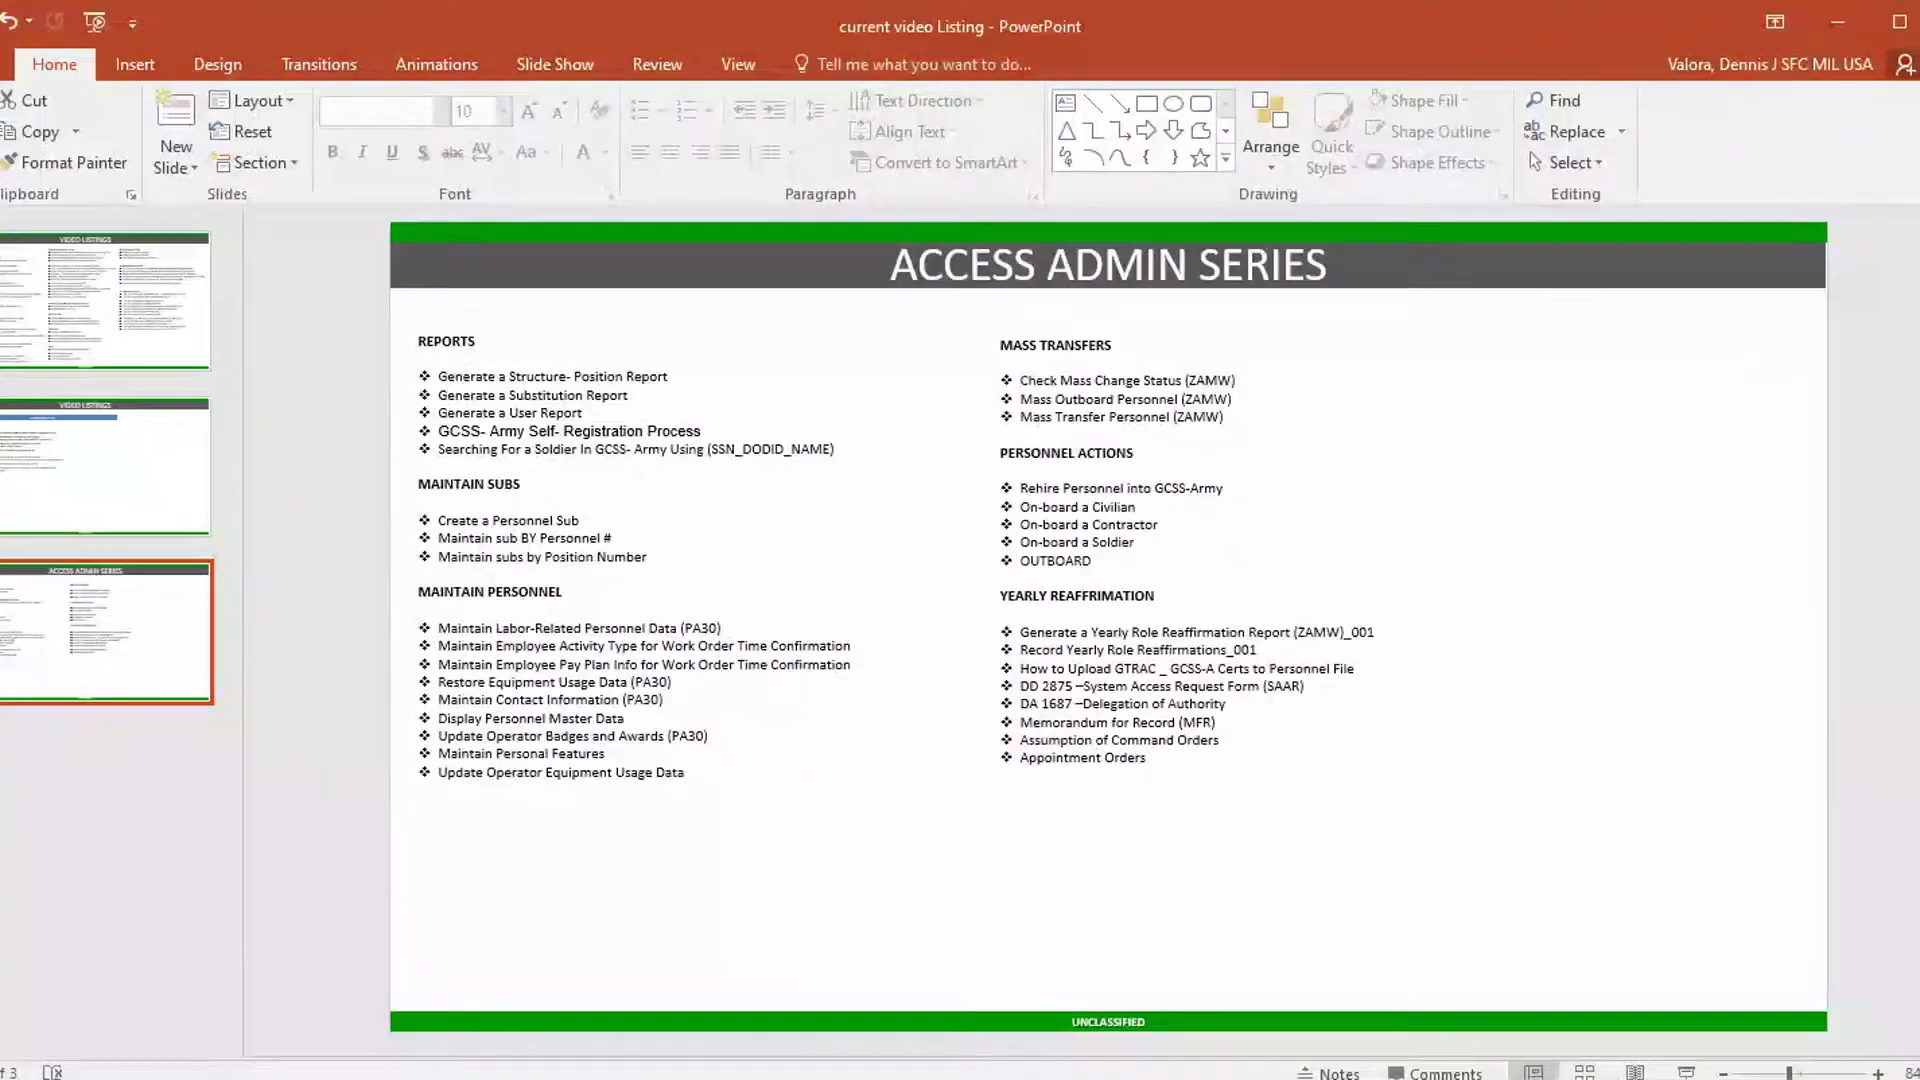 current video Listing - PowerPoint
Home Insert Design Transitions Animations Slide Show Review View Tell me what you want to do... Valora, Dennis J SFC MIL USA
Cut
Copy
Format Painter
lipboard
New Slide
Layout
Reset
Section
Slides
10
Font
Text Direction
Align Text
Convert to SmartArt
Paragraph
Arrange
Quick Styles
Shape Fill
Shape Outline
Shape Effects
Drawing
Find
Replace
Select
Editing
VIDEO LISTINGS
VIDEO LISTINGS
ACCESS ADMIN SERIES
ACCESS ADMIN SERIES
REPORTS
❖ Generate a Structure- Position Report
❖ Generate a Substitution Report
❖ Generate a User Report
❖ GCSS- Army Self- Registration Process
❖ Searching For a Soldier In GCSS- Army Using (SSN_DODID_NAME)
MAINTAIN SUBS
❖ Create a Personnel Sub
❖ Maintain sub BY Personnel #
❖ Maintain subs by Position Number
MAINTAIN PERSONNEL
❖ Maintain Labor-Related Personnel Data (PA30)
❖ Maintain Employee Activity Type for Work Order Time Confirmation
❖ Maintain Employee Pay Plan Info for Work Order Time Confirmation
❖ Restore Equipment Usage Data (PA30)
❖ Maintain Contact Information (PA30)
❖ Display Personnel Master Data
❖ Update Operator Badges and Awards (PA30)
❖ Maintain Personal Features
❖ Update Operator Equipment Usage Data
MASS TRANSFERS
❖ Check Mass Change Status (ZAMW)
❖ Mass Outboard Personnel (ZAMW)
❖ Mass Transfer Personnel (ZAMW)
PERSONNEL ACTIONS
❖ Rehire Personnel into GCSS-Army
❖ On-board a Civilian
❖ On-board a Contractor
❖ On-board a Soldier
❖ OUTBOARD
YEARLY REAFFRIMATION
❖ Generate a Yearly Role Reaffirmation Report (ZAMW)_001
❖ Record Yearly Role Reaffirmations_001
❖ How to Upload GTRAC _ GCSS-A Certs to Personnel File
❖ DD 2875 –System Access Request Form (SAAR)
❖ DA 1687 –Delegation of Authority
❖ Memorandum for Record (MFR)
❖ Assumption of Command Orders
❖ Appointment Orders
UNCLASSIFIED
f 3 Notes Comments 84